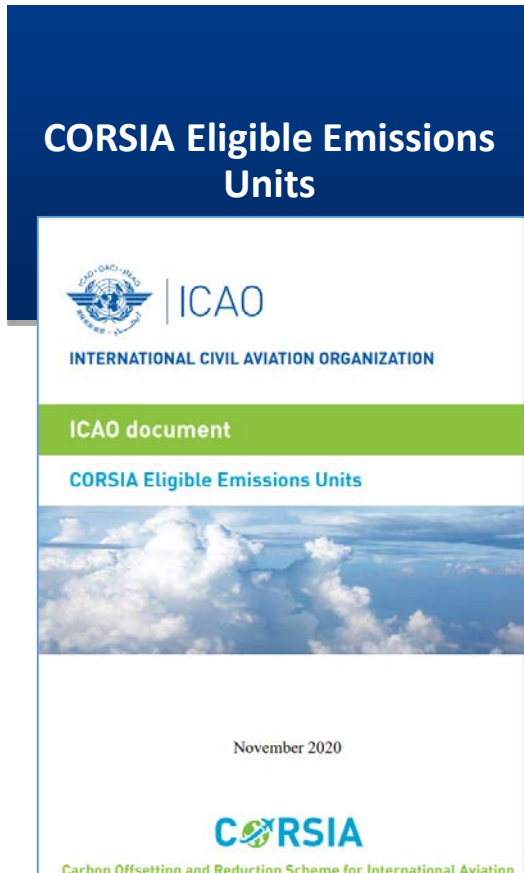 CORSIA Eligible Emissions
Units
ICAO
INTERNATIONAL CIVIL AVIATION ORGANIZATION
ICAO document
CORSIA Eligible Emissions Units
November 2020
CORSIA
Carbon Offsetting and Reduction Scheme for International Aviation